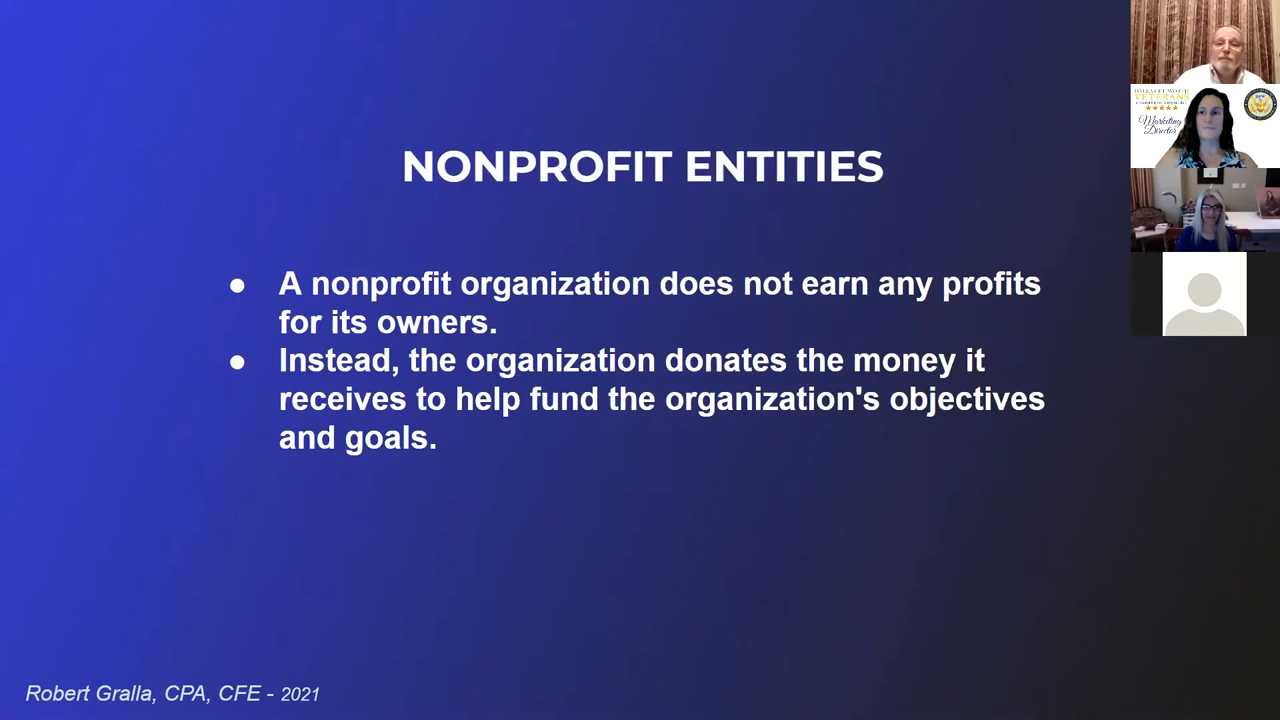 NONPROFIT ENTITIES
● A nonprofit organization does not earn any profits
for its owners.
● Instead, the organization donates the money it
receives to help fund the organization's objectives
and goals.
Robert Gralla, CPA, CFE - 2021
VETERANS
Marketing
Director